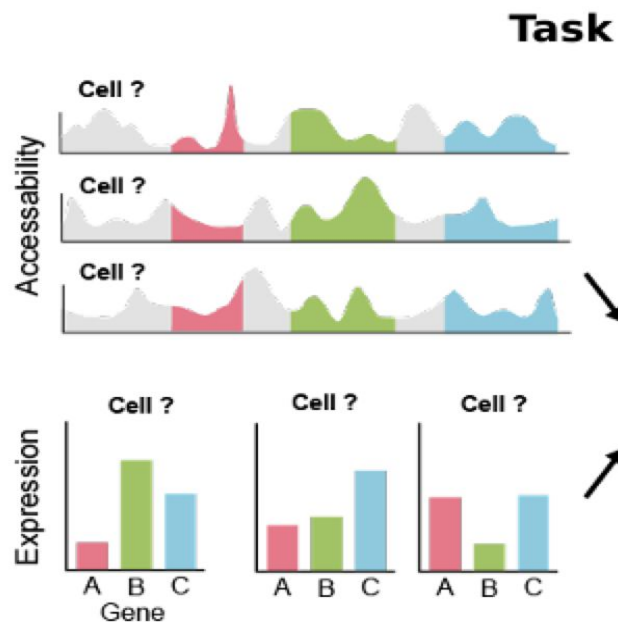 Task
Cell ?
Cell ?
Cell ?
Accessability
Cell ?
Cell ?
Cell ?
Expression
A B C
Gene
A B C
A B C